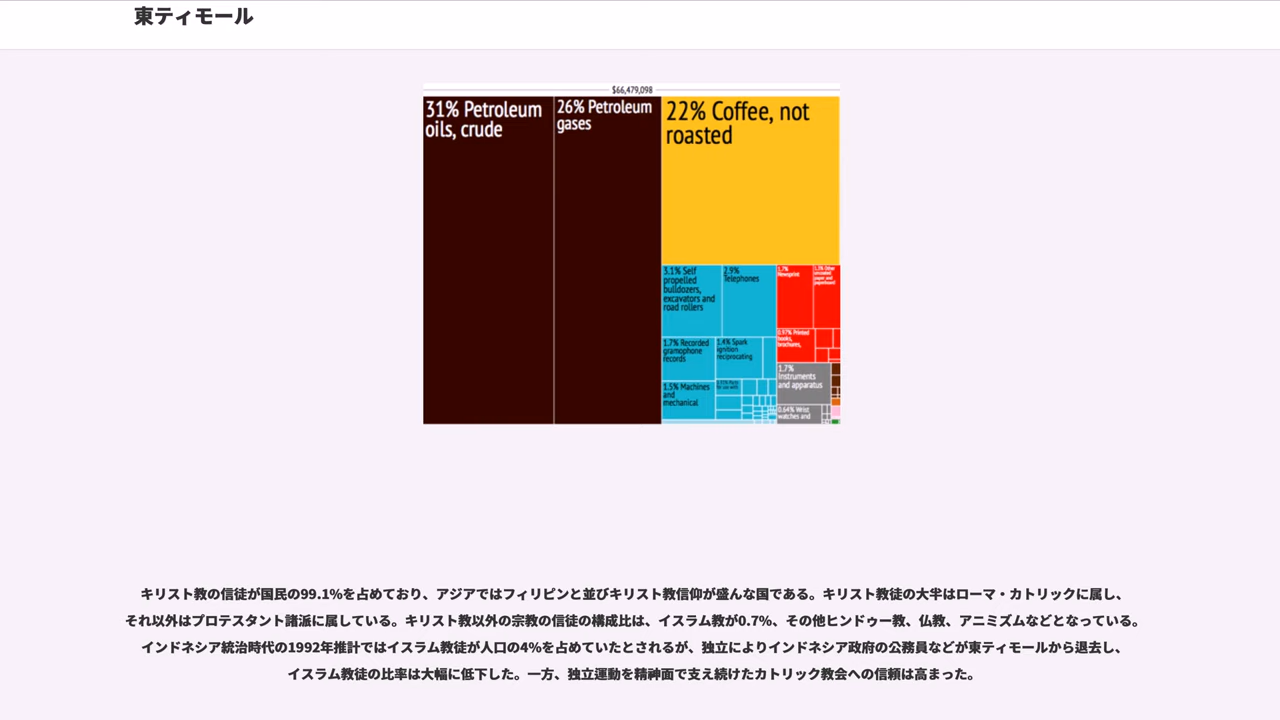 東ティモール
$66,479,098
31% Petroleum
oils, crude
26% Petroleum
gases
22% Coffee, not
roasted
3.1% Self
propelled
bulldozers,
excavators and
road rollers
2.9%
Telephones
1.7%
Newsprint
1.7% Recorded
gramophone
records
1.4% Spark
ignition
reciprocating
0.97% Printed
books,
brochures,
1.5% Machines
and
mechanical
1.7%
Instruments
and apparatus
0.64% Wrist
watches and
キリスト教の信徒が国民の99.1%を占めており、アジアではフィリピンと並びキリスト教信仰が盛んな国である。キリスト教徒の大半はローマ・カトリックに属し、
それ以外はプロテスタント諸派に属している。キリスト教以外の宗教の信徒の構成比は、イスラム教が0.7%、その他ヒンドゥー教、仏教、アニミズムなどとなっている。
インドネシア統治時代の1992年推計ではイスラム教徒が人口の4%を占めていたとされるが、独立によりインドネシア政府の公務員などが東ティモールから退去し、
イスラム教徒の比率は大幅に低下した。一方、独立運動を精神面で支え続けたカトリック教会への信頼は高まった。